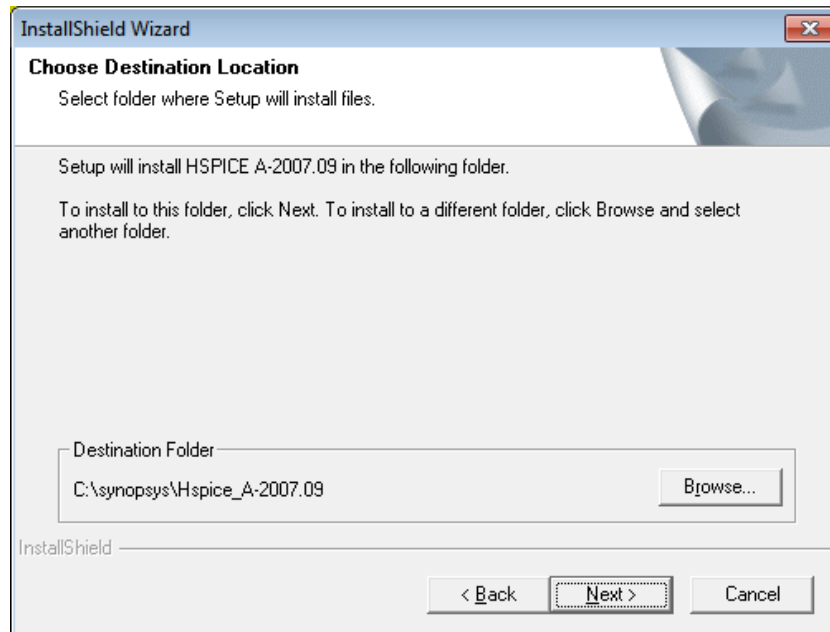 InstallShield Wizard
Choose Destination Location
Select folder where Setup will install files.
Setup will install HSPICE A-2007.09 in the following folder.
To install to this folder, click Next. To install to a different folder, click Browse and select
another folder.
Destination Folder
C:\synopsys\Hspice_A-2007.09
Browse...
InstallShield
< Back
Next >
Cancel